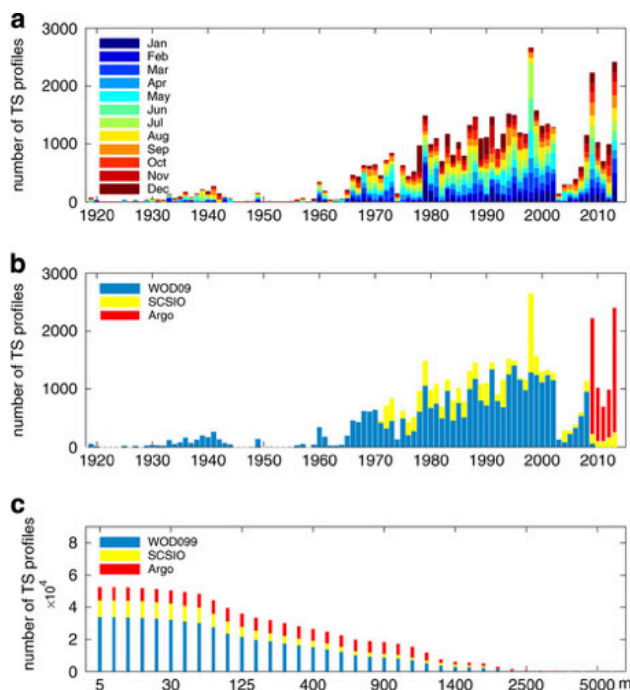 a
number of TS profiles
3000
2000
1000
0
Jan
Feb
Mar
Apr
May
Jun
Jul
Aug
Sep
Oct
Nov
Dec
1920 1930 1940 1950 1960 1970 1980 1990 2000 2010
b
number of TS profiles
3000
2000
1000
0
WOD09
SCSIO
Argo
1920 1930 1940 1950 1960 1970 1980 1990 2000 2010
c
number of TS profiles
×10⁴
8
6
4
2
0
WOD099
SCSIO
Argo
5 30 125 400 900 1400 2500 5000 m